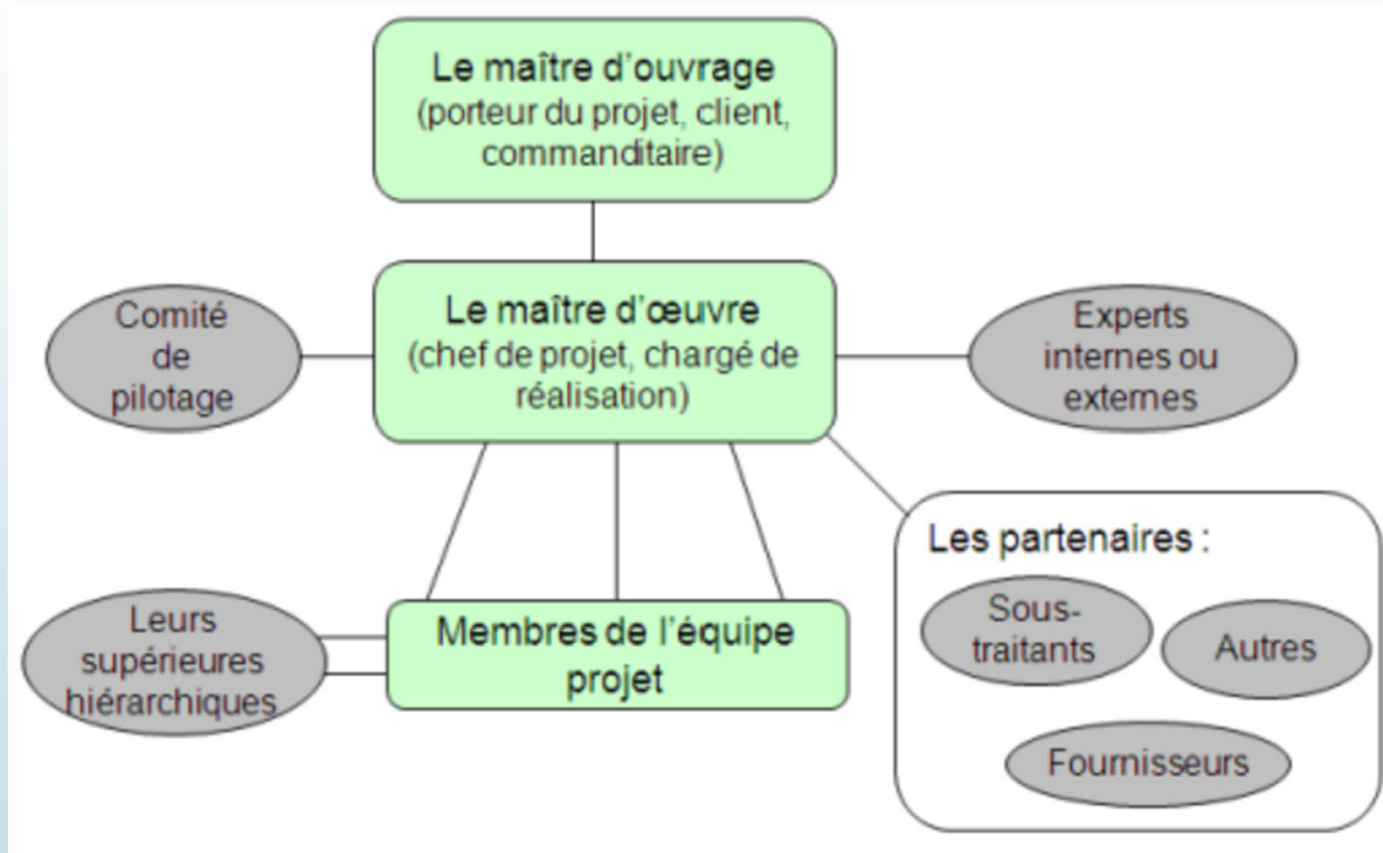 Le maître d'ouvrage
(porteur du projet, client,
commanditaire)
Comité
de
pilotage
Le maître d'œuvre
(chef de projet, chargé de
réalisation)
Experts
internes ou
externes
Les partenaires :
Sous-
traitants
Autres
Fournisseurs
Leurs
supérieures
hiérarchiques
Membres de l'équipe
projet